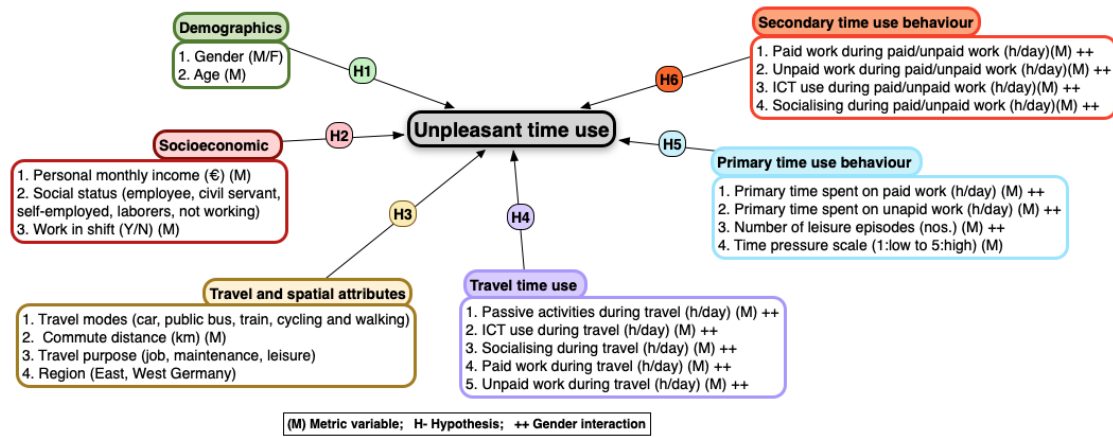 Demographics
1. Gender (M/F)
2. Age (M)
H1
Secondary time use behaviour
1. Paid work during paid/unpaid work (h/day)(M) ++
2. Unpaid work during paid/unpaid work (h/day)(M) ++
3. ICT use during paid/unpaid work (h/day)(M) ++
4. Socialising during paid/unpaid work (h/day)(M) ++
H6
Unpleasant time use
Socioeconomic
1. Personal monthly income (€) (M)
2. Social status (employee, civil servant,
self-employed, laborers, not working)
3. Work in shift (Y/N) (M)
H2
H5
Primary time use behaviour
1. Primary time spent on paid work (h/day) (M) ++
2. Primary time spent on unapid work (h/day) (M) ++
3. Number of leisure episodes (nos.) (M) ++
4. Time pressure scale (1:low to 5:high) (M)
H3
H4
Travel and spatial attributes
1. Travel modes (car, public bus, train, cycling and walking)
2. Commute distance (km) (M)
3. Travel purpose (job, maintenance, leisure)
4. Region (East, West Germany)
Travel time use
1. Passive activities during travel (h/day) (M) ++
2. ICT use during travel (h/day) (M) ++
3. Socialising during travel (h/day) (M) ++
4. Paid work during travel (h/day) (M) ++
5. Unpaid work during travel (h/day) (M) ++
(M) Metric variable; H- Hypothesis; ++ Gender interaction